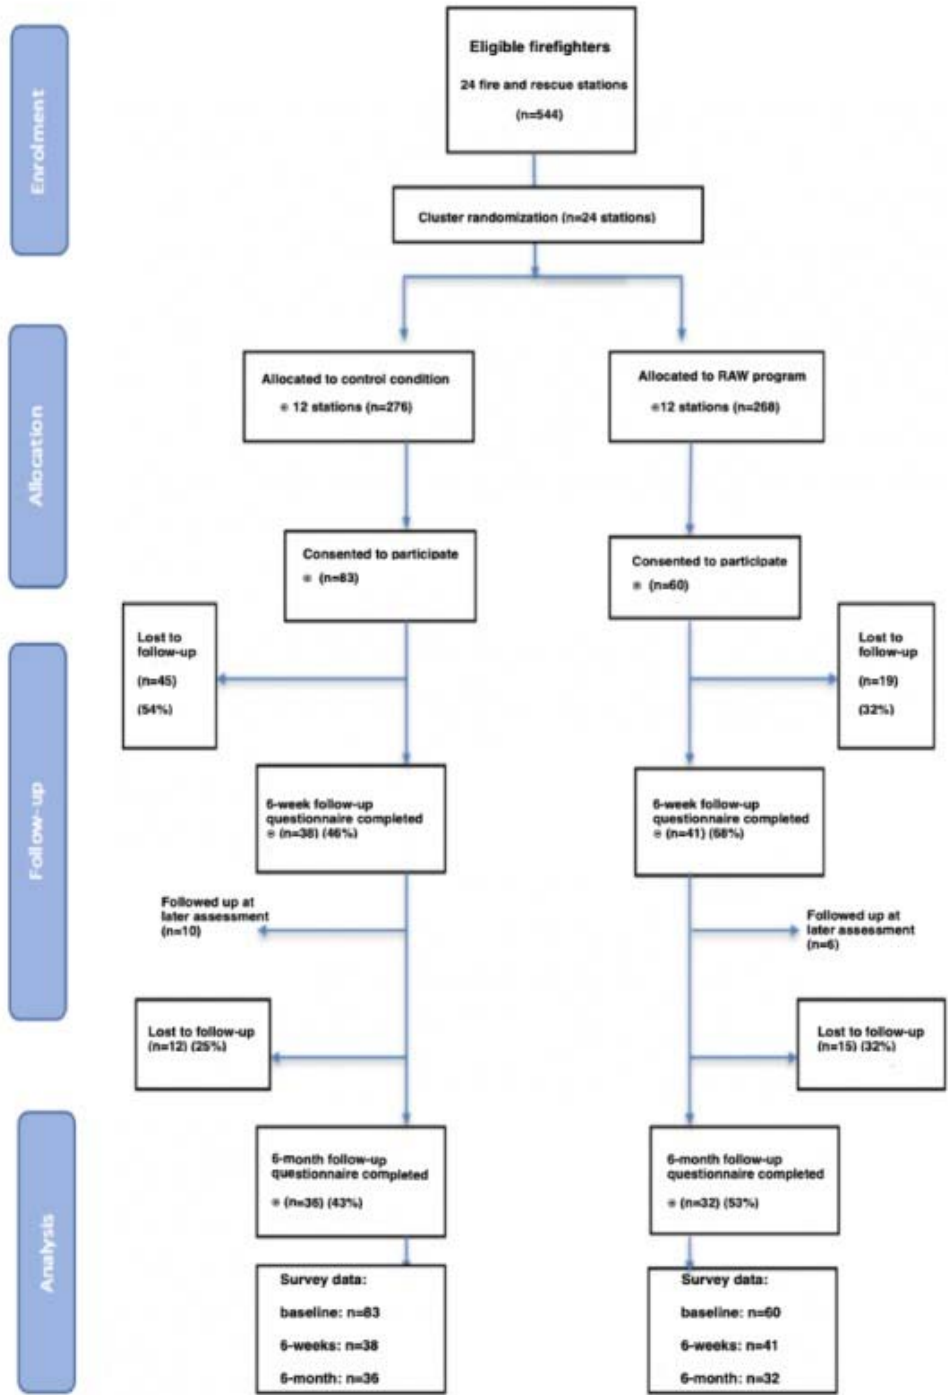 Enrolment
Eligible firefighters
24 fire and rescue stations
(n=544)
Cluster randomization (n=24 stations)
Allocation
Allocated to control condition
12 stations (n=276)
Allocated to RAW program
12 stations (n=268)
Consented to participate
(n=83)
Consented to participate
(n=60)
Follow-up
Lost to
follow-up
(n=45)
(54%)
Lost to
follow-up
(n=19)
(32%)
6-week follow-up
questionnaire completed
(n=38) (46%)
6-week follow-up
questionnaire completed
(n=41) (68%)
Followed up at
later assessment
(n=10)
Followed up at
later assessment
(n=6)
Lost to follow-up
(n=12) (25%)
Lost to follow-up
(n=15) (32%)
Analysis
6-month follow-up
questionnaire completed
(n=36) (43%)
6-month follow-up
questionnaire completed
(n=32) (53%)
Survey data:
baseline: n=83
6-weeks: n=38
6-month: n=36
Survey data:
baseline: n=60
6-weeks: n=41
6-month: n=32